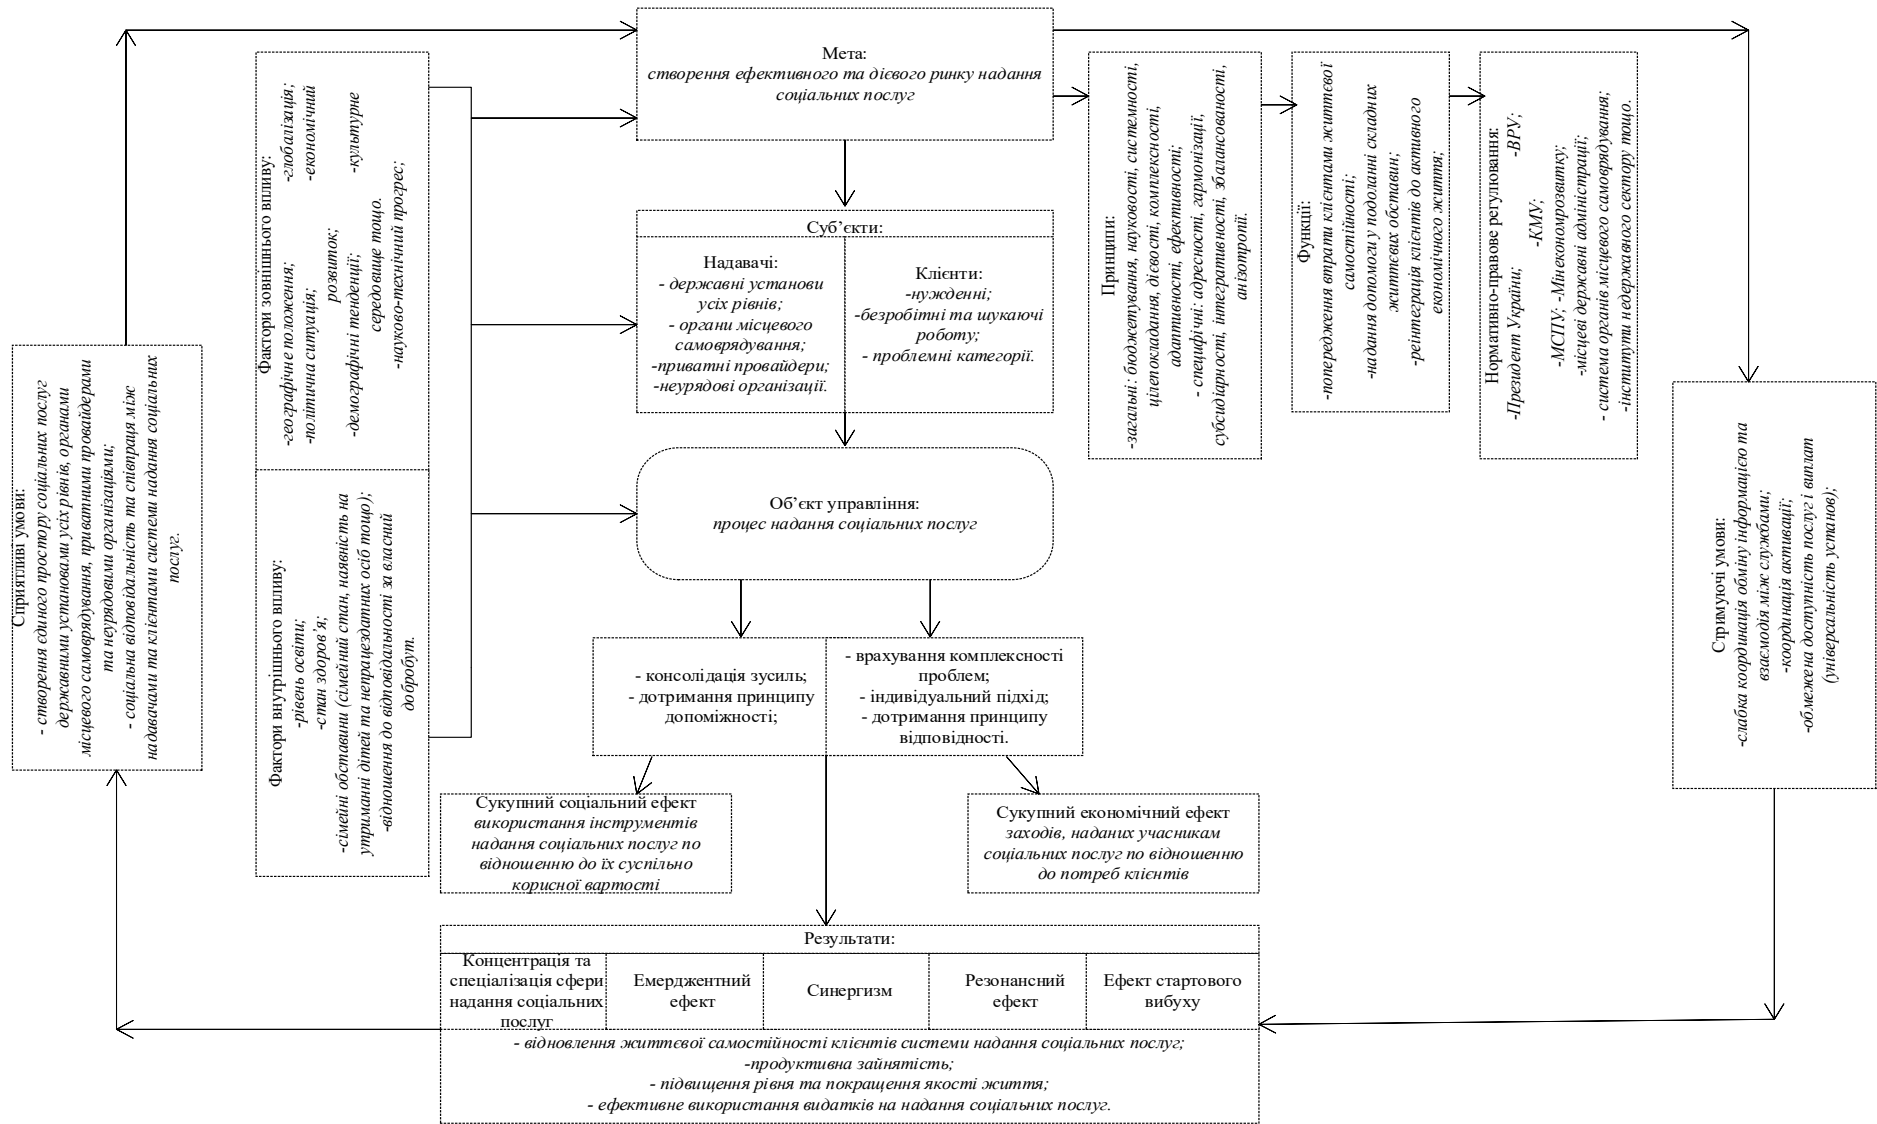 Мета:
створення ефективного та дієвого ринку надання
соціальних послуг
Фактори зовнішнього впливу:
-географічне положення; -глобалізація;
-політична ситуація; -економічний
розвиток;
-демографічні тенденції; -культурне
середовище тощо.
-науково-технічний прогрес;
Фактори внутрішнього впливу:
-рівень освіти;
-стан здоров’я;
-сімейні обставини (сімейний стан, наявність на
утриманні дітей та непрацездатних осіб тощо);
-відношення до відповідальності за власний
добробут.
Сприятливі умови:
- створення єдиного простору соціальних послуг
державними установами усіх рівнів, органами
місцевого самоврядування, приватними провайдерами
та неурядовими організаціями;
- соціальна відповідальність та співпраця між
надавачами та клієнтами системи надання соціальних
послуг.
Суб’єкти:
Надавачі:
- державні установи
усіх рівнів;
- органи місцевого
самоврядування;
-приватні провайдери;
-неурядові організації.
Клієнти:
-нужденні;
-безробітні та шукаючі
роботу;
- проблемні категорії.
Принципи:
-загальні: бюджетування, науковості, системності,
цілепокладання, дієвості, комплексності,
адаптивності, ефективності;
- специфічні: адресності, гармонізації,
субсидіарності, інтегративності, збалансованості,
анізотропії.
Функції:
-попередження втрати клієнтами життєвої
самостійності;
-надання допомоги у подоланні складних
життєвих обставин;
-реінтеграція клієнтів до активного
економічного життя;
Нормативно-правове регулювання:
-Президент України; -ВРУ;
-КМУ;
-МСПУ; -Мінекономрозвитку;
-місцеві державні адміністрації;
- система органів місцевого самоврядування;
-інститути недержавного сектору тощо.
Стримуючі умови:
-слабка координація обміну інформацією та
взаємодія між службами;
-координація активації;
-обмежена доступність послуг і виплат
(універсальність установ);
Об’єкт управління:
процес надання соціальних послуг
- консолідація зусиль;
- дотримання принципу
допоміжності;
- врахування комплексності
проблем;
- індивідуальний підхід;
- дотримання принципу
відповідності.
Сукупний соціальний ефект
використання інструментів
надання соціальних послуг по
відношенню до їх суспільно
корисної вартості
Сукупний економічний ефект
заходів, наданих учасникам
соціальних послуг по відношенню
до потреб клієнтів
Результати:
Концентрація та
спеціалізація сфери
надання соціальних
послуг
Емерджентний
ефект
Синергизм
Резонансний
ефект
Ефект стартового
вибуху
- відновлення життєвої самостійності клієнтів системи надання соціальних послуг;
-продуктивна зайнятість;
- підвищення рівня та покращення якості життя;
- ефективне використання видатків на надання соціальних послуг.